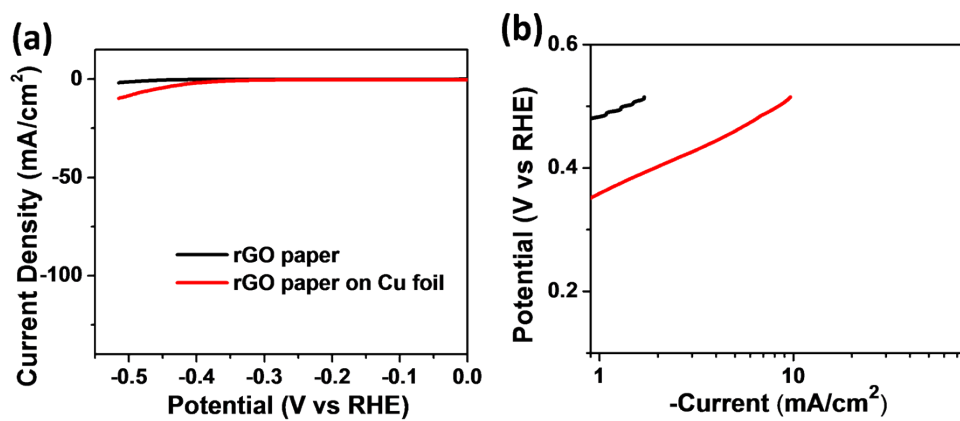 (a)
0
-50
-100
Current Density (mA/cm²)
rGO paper
rGO paper on Cu foil
-0.5 -0.4 -0.3 -0.2 -0.1 0.0
Potential (V vs RHE)
(b)
0.6
0.4
0.2
Potential (V vs RHE)
1 10
-Current (mA/cm²)